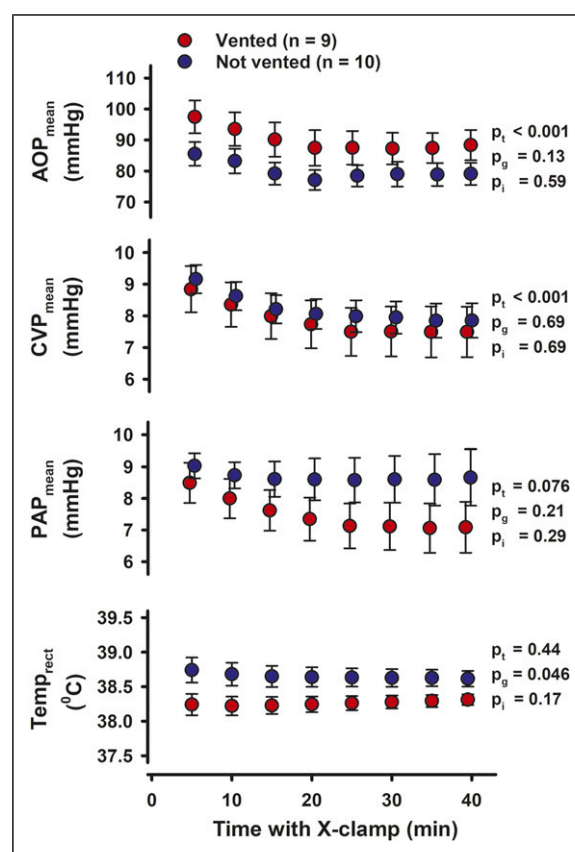 Vented (n = 9)
Not vented (n = 10)
AOPmean
(mmHg)
110
100
90
80
70
pt < 0.001
pg = 0.13
pi = 0.59
CVPmean
(mmHg)
10
9
8
7
6
pt < 0.001
pg = 0.69
pi = 0.69
PAPmean
(mmHg)
10
9
8
7
6
pt = 0.076
pg = 0.21
pi = 0.29
Temprect
(⁰C)
39.5
39.0
38.5
38.0
37.5
pt = 0.44
pg = 0.046
pi = 0.17
0 10 20 30 40
Time with X-clamp (min)